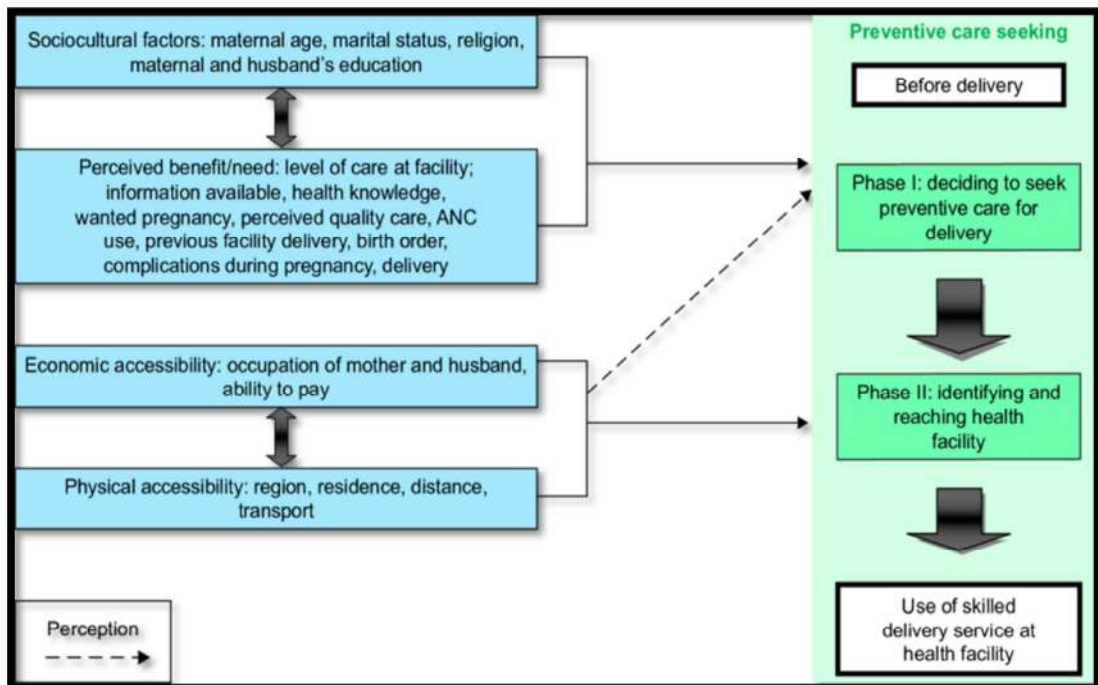 Sociocultural factors: maternal age, marital status, religion,
maternal and husband's education
Perceived benefit/need: level of care at facility;
information available, health knowledge,
wanted pregnancy, perceived quality care, ANC
use, previous facility delivery, birth order,
complications during pregnancy, delivery
Economic accessibility: occupation of mother and husband,
ability to pay
Physical accessibility: region, residence, distance,
transport
Perception
Preventive care seeking
Before delivery
Phase I: deciding to seek
preventive care for
delivery
Phase II: identifying and
reaching health
facility
Use of skilled
delivery service at
health facility